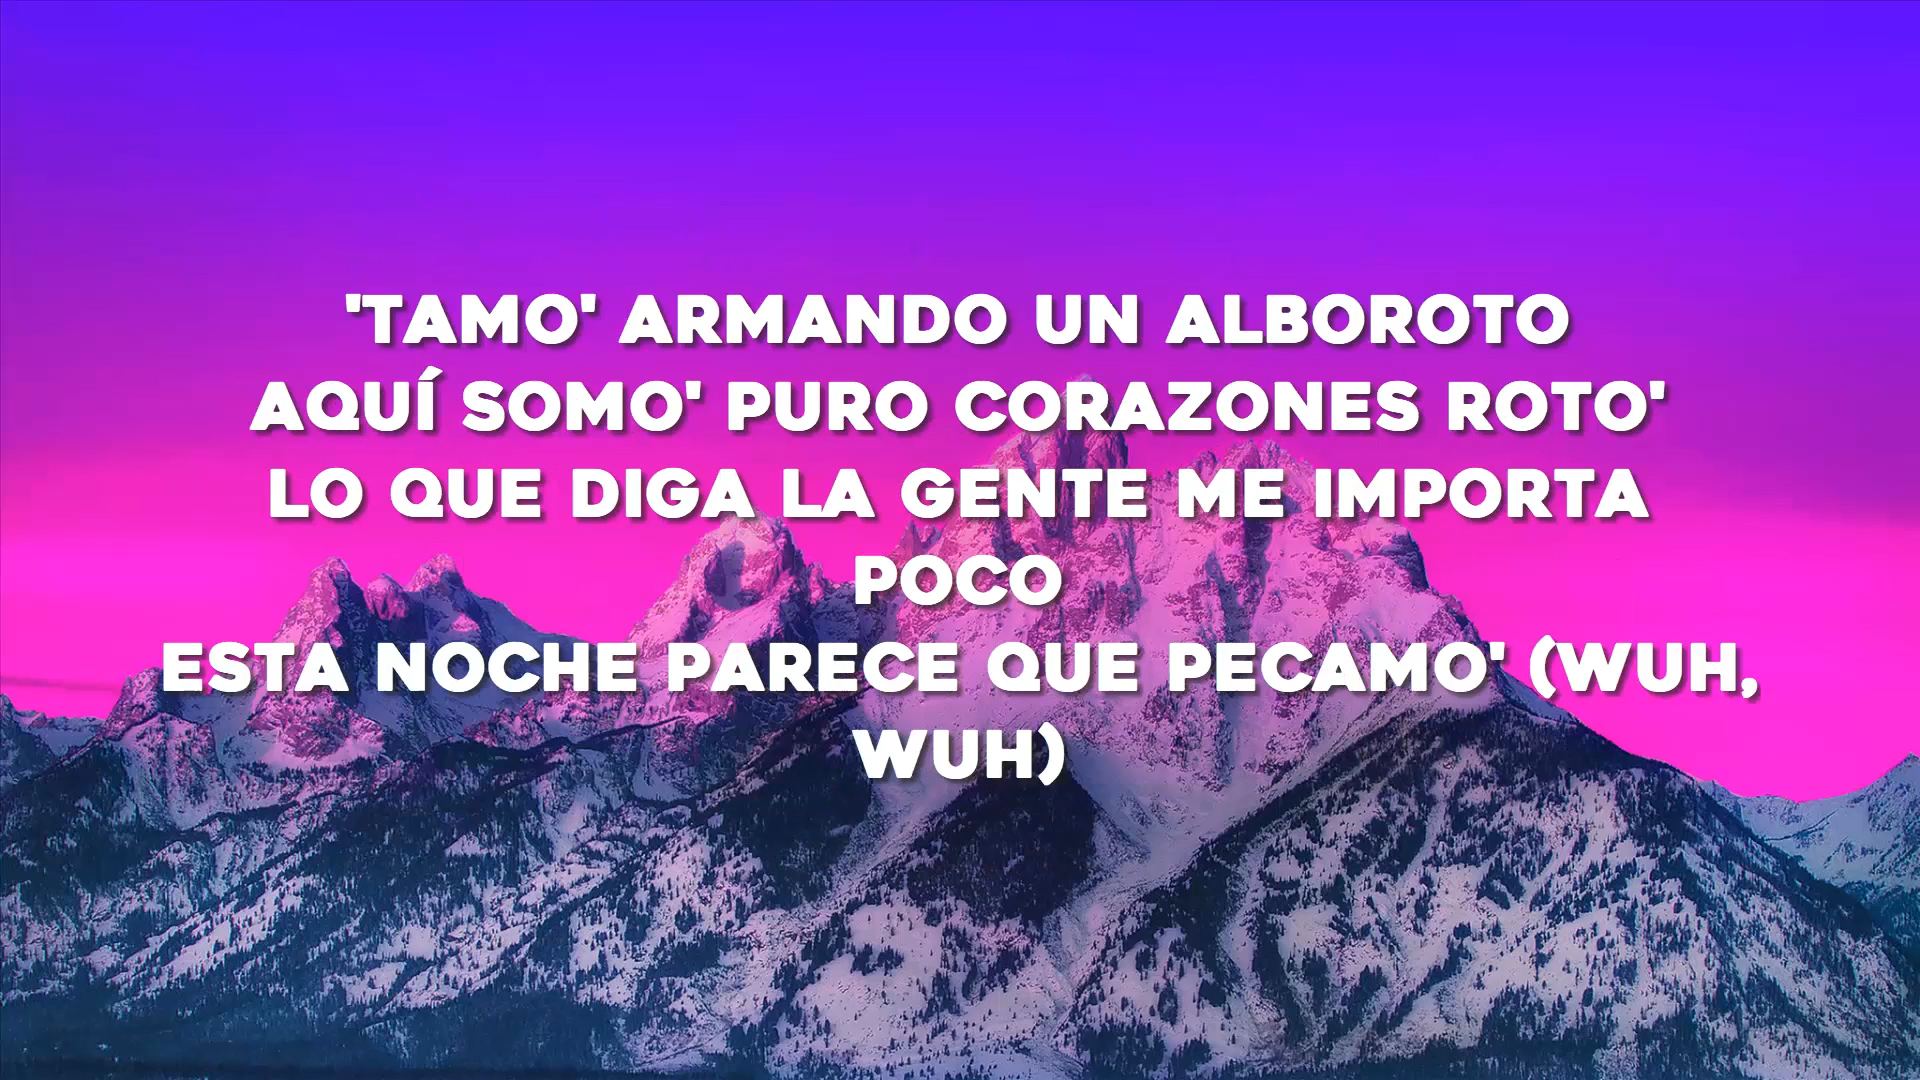 'TAMO' ARMANDO UN ALBOROTO
AQUÍ SOMO' PURO CORAZONES ROTO'
LO QUE DIGA LA GENTE ME IMPORTA
POCO
ESTA NOCHE PARECE QUE PECAMO' (WUH,
WUH)